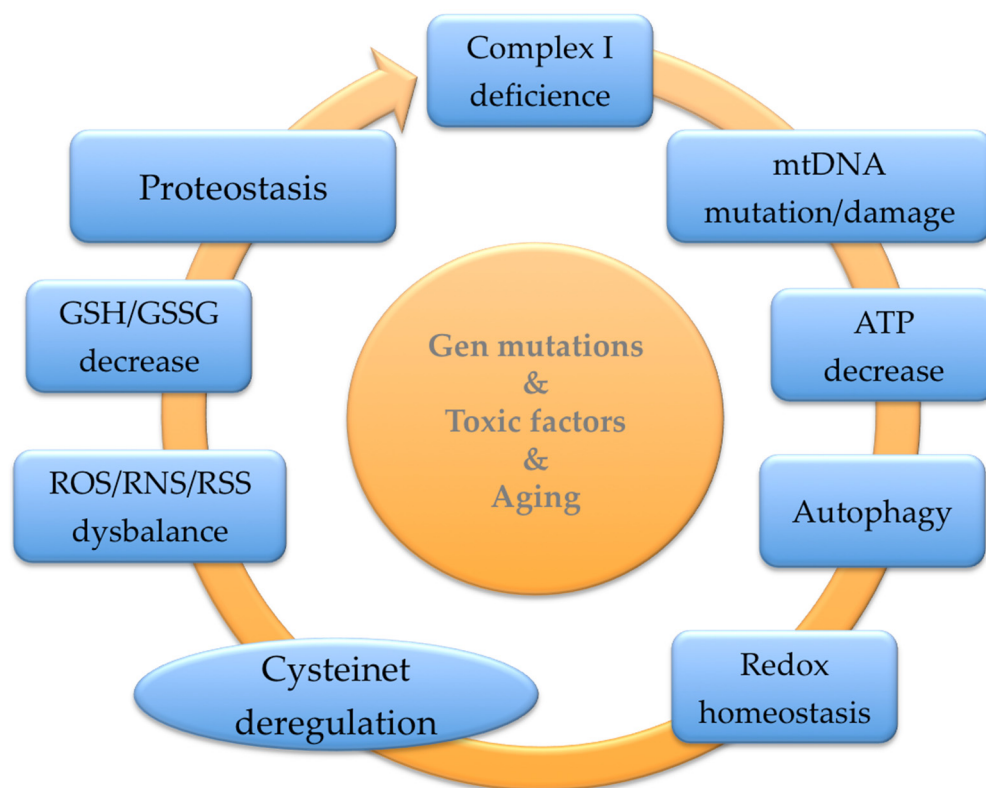 Complex I
deficience
mtDNA
mutation/damage
ATP
decrease
Autophagy
Redox
homeostasis
Cysteinet
deregulation
ROS/RNS/RSS
dysbalance
GSH/GSSG
decrease
Proteostasis
Gen mutations
&
Toxic factors
&
Aging